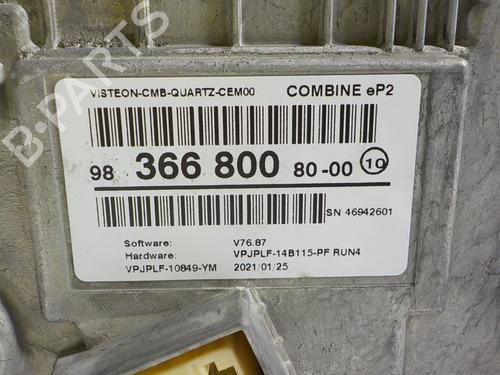 VISTEON-CMB-QUARTZ-CEM00 COMBINE eP2
98 366 800 80-00 10
SN 46942601
Software: V76.87
Hardware: VPJPLF-14B115-PF RUN4
VPJPLF-10849-YM 2021/01/25
B-PARTS